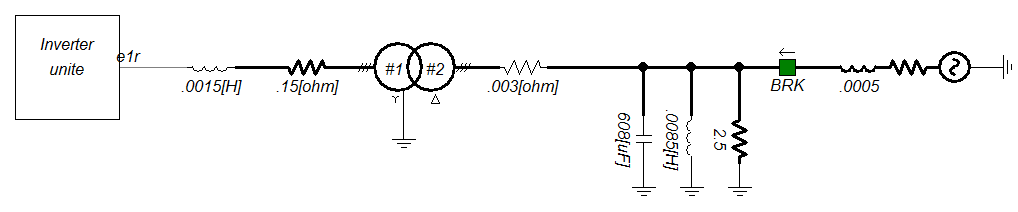 Inverter
unite
e1r
.0015[H]
.15[ohm]
#1
#2
.003[ohm]
608[uF]
.0085[H]
2.5
BRK
.0005